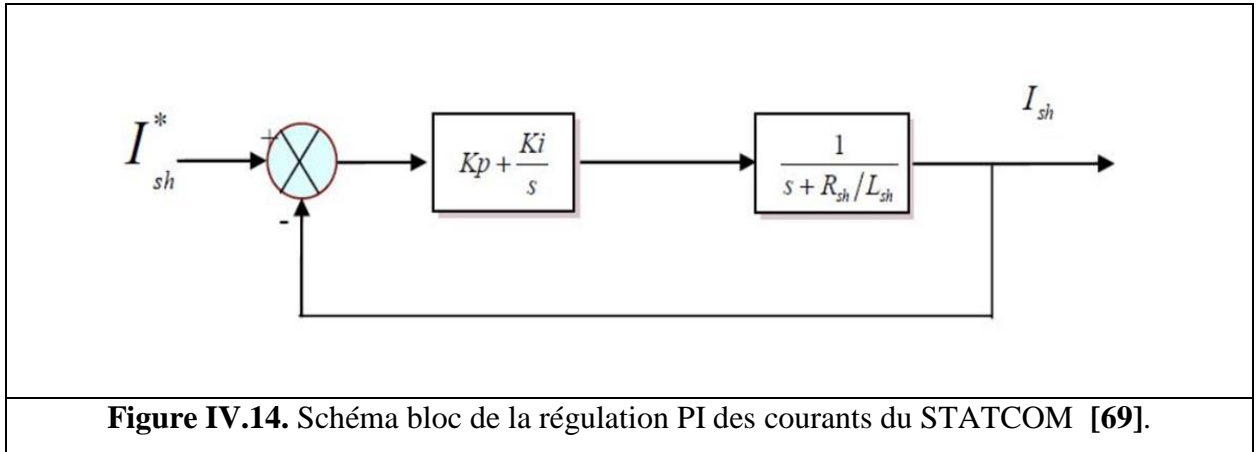 I*sh
+
-
Kp + Ki/s
1/(s + Rsh/Lsh)
Ish
Figure IV.14. Schéma bloc de la régulation PI des courants du STATCOM [69].